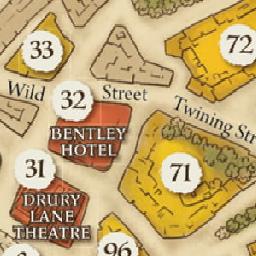 33
72
Wild
32
Street
Twining Str
BENTLEY
HOTEL
31
71
DRURY
LANE
THEATRE
96